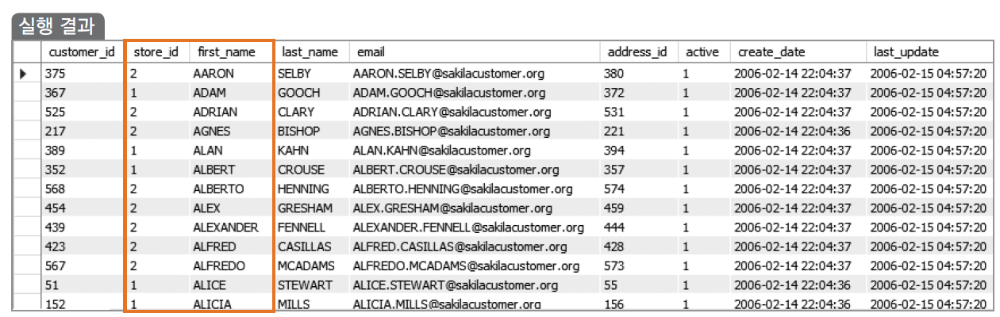 실행 결과
customer_id store_id first_name last_name email address_id active create_date last_update
375 2 AARON SELBY AARON.SELBY@sakilacustomer.org 380 1 2006-02-14 22:04:37 2006-02-15 04:57:20
367 1 ADAM GOOCH ADAM.GOOCH@sakilacustomer.org 372 1 2006-02-14 22:04:37 2006-02-15 04:57:20
525 2 ADRIAN CLARY ADRIAN.CLARY@sakilacustomer.org 531 1 2006-02-14 22:04:37 2006-02-15 04:57:20
217 2 AGNES BISHOP AGNES.BISHOP@sakilacustomer.org 221 1 2006-02-14 22:04:36 2006-02-15 04:57:20
389 1 ALAN KAHN ALAN.KAHN@sakilacustomer.org 394 1 2006-02-14 22:04:37 2006-02-15 04:57:20
352 1 ALBERT CROUSE ALBERT.CROUSE@sakilacustomer.org 357 1 2006-02-14 22:04:37 2006-02-15 04:57:20
568 2 ALBERTO HENNING ALBERTO.HENNING@sakilacustomer.org 574 1 2006-02-14 22:04:37 2006-02-15 04:57:20
454 2 ALEX GRESHAM ALEX.GRESHAM@sakilacustomer.org 459 1 2006-02-14 22:04:37 2006-02-15 04:57:20
439 2 ALEXANDER FENNELL ALEXANDER.FENNELL@sakilacustomer.org 444 1 2006-02-14 22:04:37 2006-02-15 04:57:20
423 2 ALFRED CASILLAS ALFRED.CASILLAS@sakilacustomer.org 428 1 2006-02-14 22:04:37 2006-02-15 04:57:20
567 2 ALFREDO MCADAMS ALFREDO.MCADAMS@sakilacustomer.org 573 1 2006-02-14 22:04:37 2006-02-15 04:57:20
51 1 ALICE STEWART ALICE.STEWART@sakilacustomer.org 55 1 2006-02-14 22:04:36 2006-02-15 04:57:20
152 1 ALICIA MILLS ALICIA.MILLS@sakilacustomer.org 156 1 2006-02-14 22:04:36 2006-02-15 04:57:20